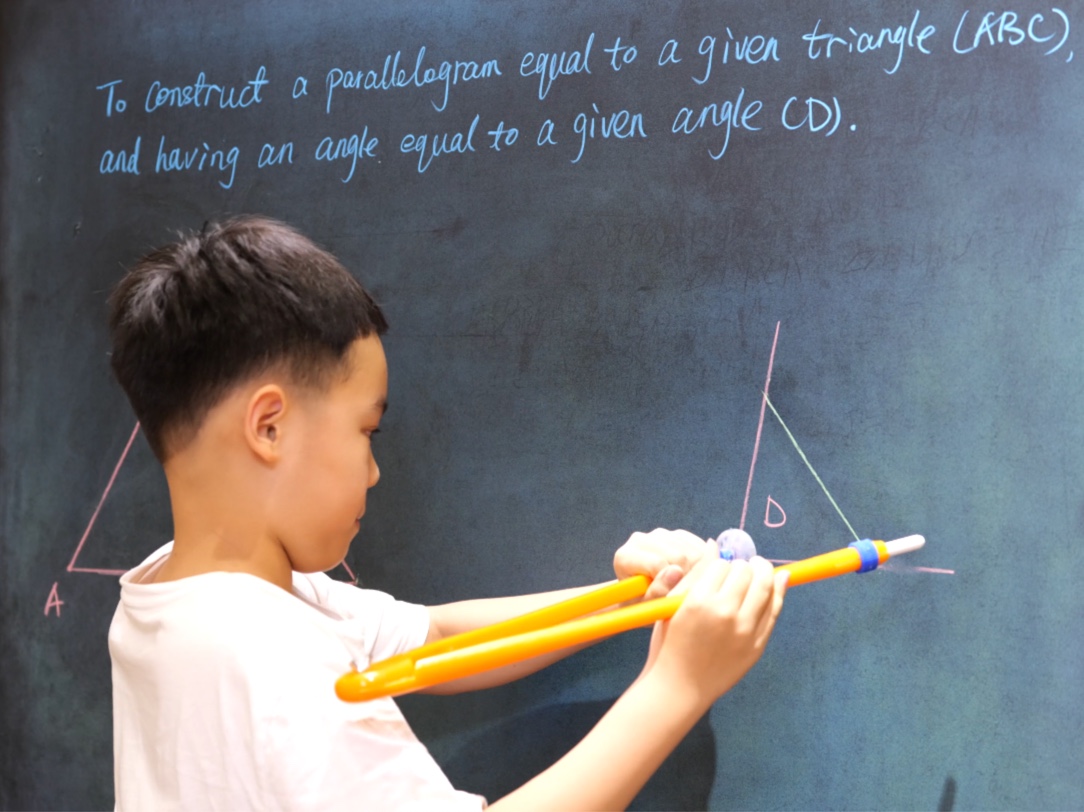 To construct a parallelogram equal to a given triangle (ABC),
and having an angle equal to a given angle (D).
D
A